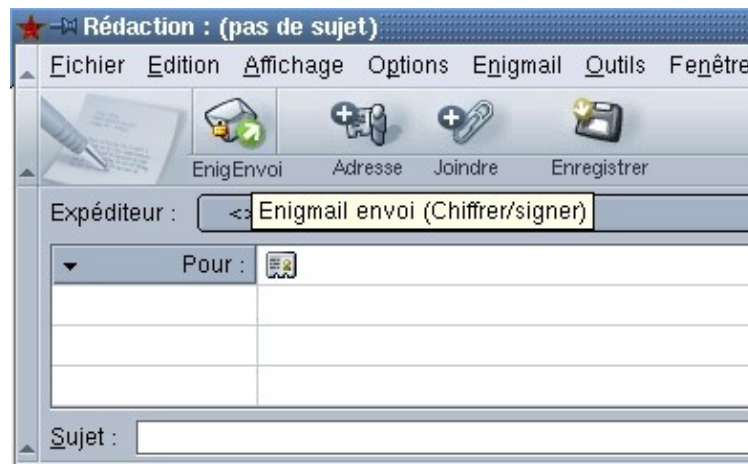 Rédaction : (pas de sujet)
Fichier Edition Affichage Options Enigmail Outils Fenêtre
EnigEnvoi Adresse Joindre Enregistrer
Expéditeur : <> Enigmail envoi (Chiffrer/signer)
Pour :
Sujet :